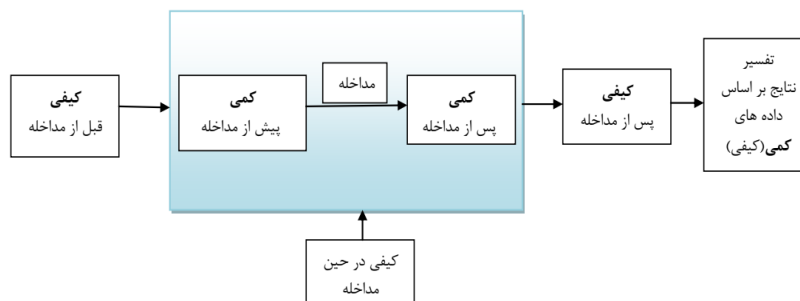 کیفی
قبل از مداخله
کمی
پیش از مداخله
مداخله
کمی
پس از مداخله
کیفی
پس از مداخله
تفسیر
نتایج بر اساس
داده های
کمی(کیفی)
کیفی در حین
مداخله